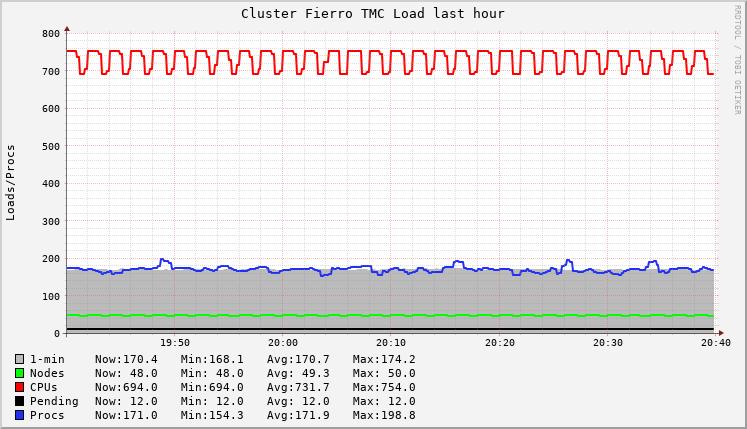 Cluster Fierro TMC Load last hour
RRDTOOL / TOBI OETIKER
Loads/Procs
800
700
600
500
400
300
200
100
0
19:50 20:00 20:10 20:20 20:30 20:40
1-min Now:170.4 Min:168.1 Avg:170.7 Max:174.2
Nodes Now: 48.0 Min: 48.0 Avg: 49.3 Max: 50.0
CPUs Now:694.0 Min:694.0 Avg:731.7 Max:754.0
Pending Now: 12.0 Min: 12.0 Avg: 12.0 Max: 12.0
Procs Now:171.0 Min:154.3 Avg:171.9 Max:198.8